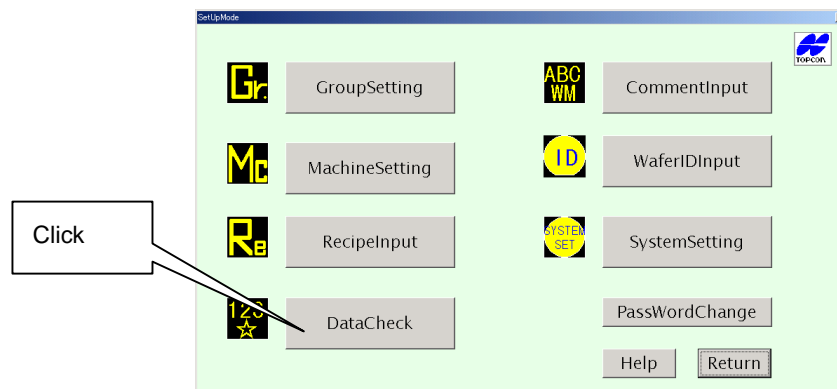 SetUpMode
TOPCON
Gr.
GroupSetting
ABC
WM
CommentInput
Mc
MachineSetting
ID
WaferIDInput
Click
Re
RecipeInput
SYSTEM
SET
SystemSetting
123
DataCheck
PassWordChange
Help
Return